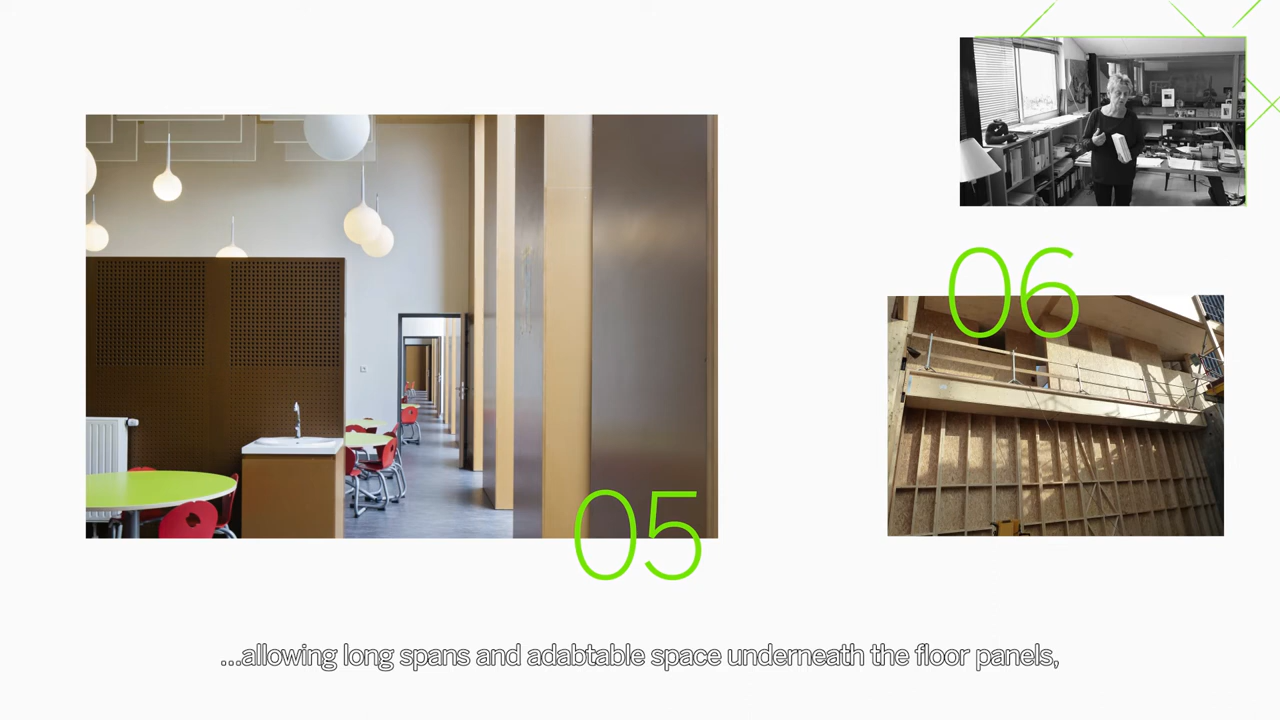 06
05
...allowing long spans and adabtable space underneath the floor panels,